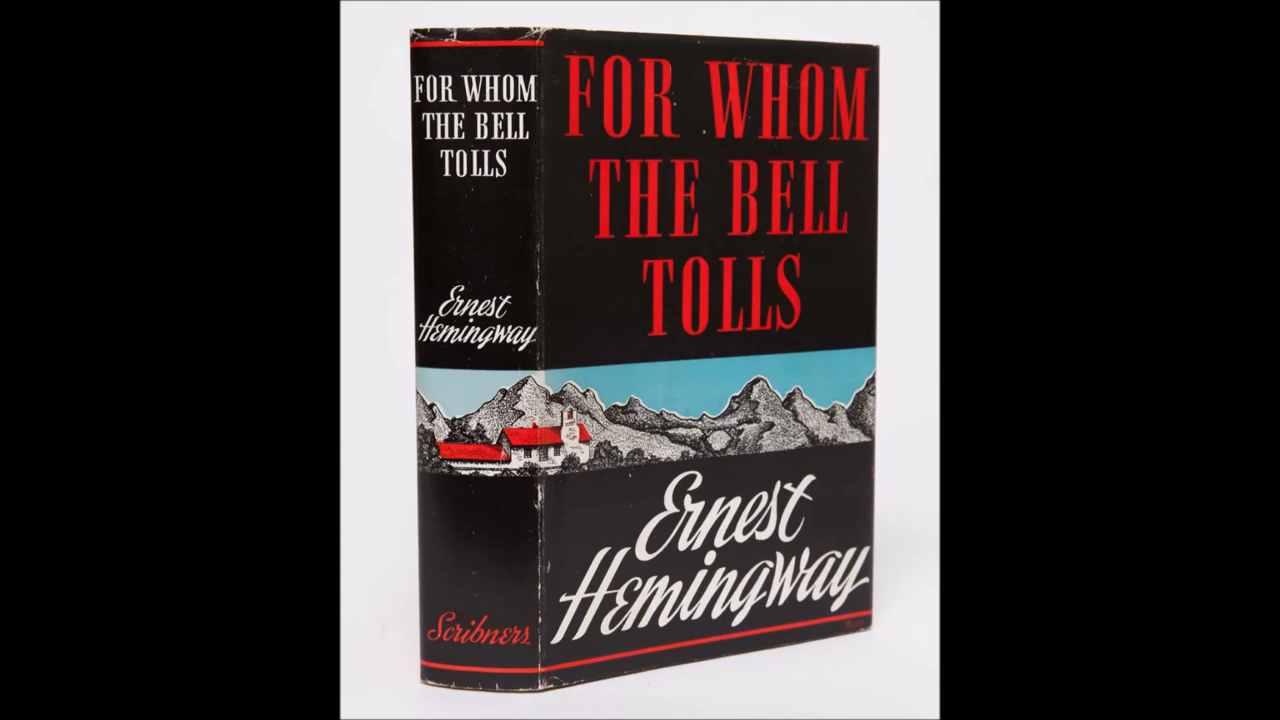 FOR WHOM
THE BELL
TOLLS
Ernest
Hemingway
Scribners
FOR WHOM
THE BELL
TOLLS
Ernest
Hemingway